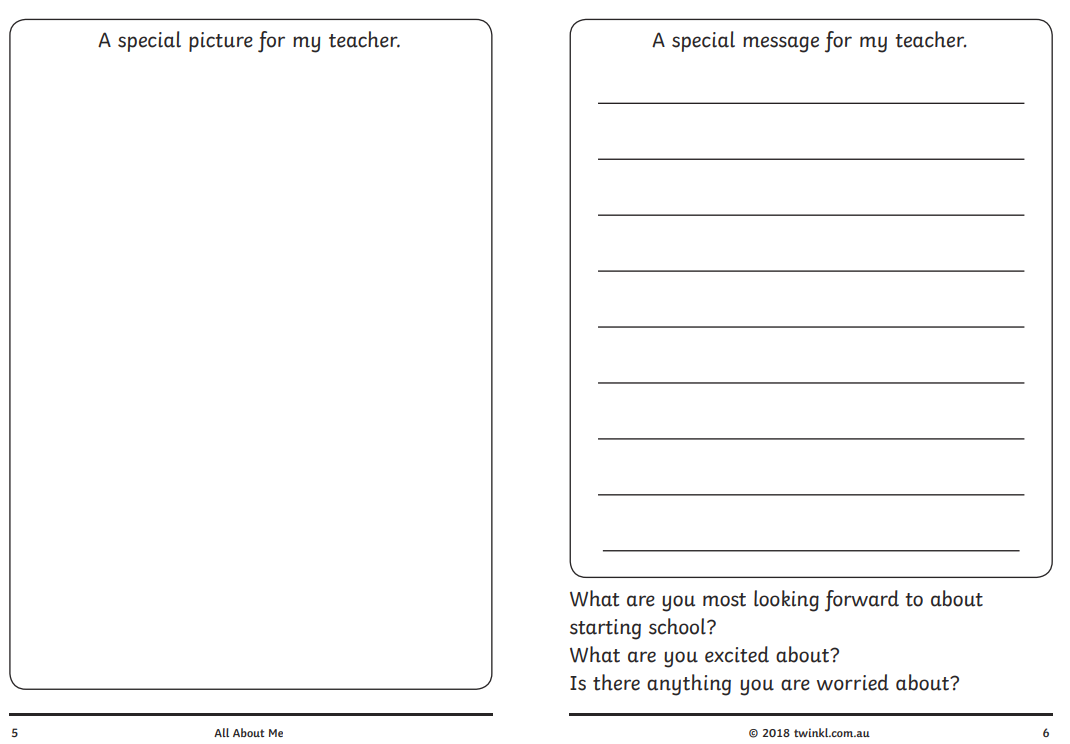 A special picture for my teacher.
5 All About Me
A special message for my teacher.
What are you most looking forward to about
starting school?
What are you excited about?
Is there anything you are worried about?
© 2018 twinkl.com.au 6